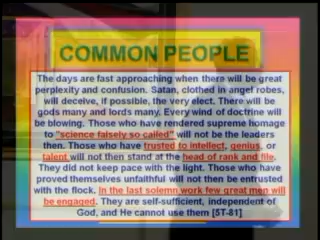 COMMON PEOPLE
The days are fast approaching when there will be great
perplexity and confusion. Satan, clothed in angel robes,
will deceive, if possible, the very elect. There will be
gods many and lords many. Every wind of doctrine will
be blowing. Those who have rendered supreme homage
to "science falsely so called" will not be the leaders
then. Those who have trusted to intellect, genius, or
talent will not then stand at the head of rank and file.
They did not keep pace with the light. Those who have
proved themselves unfaithful will not then be entrusted
with the flock. In the last solemn work few great men will
be engaged. They are self-sufficient, independent of
God, and He cannot use them [5T-81]